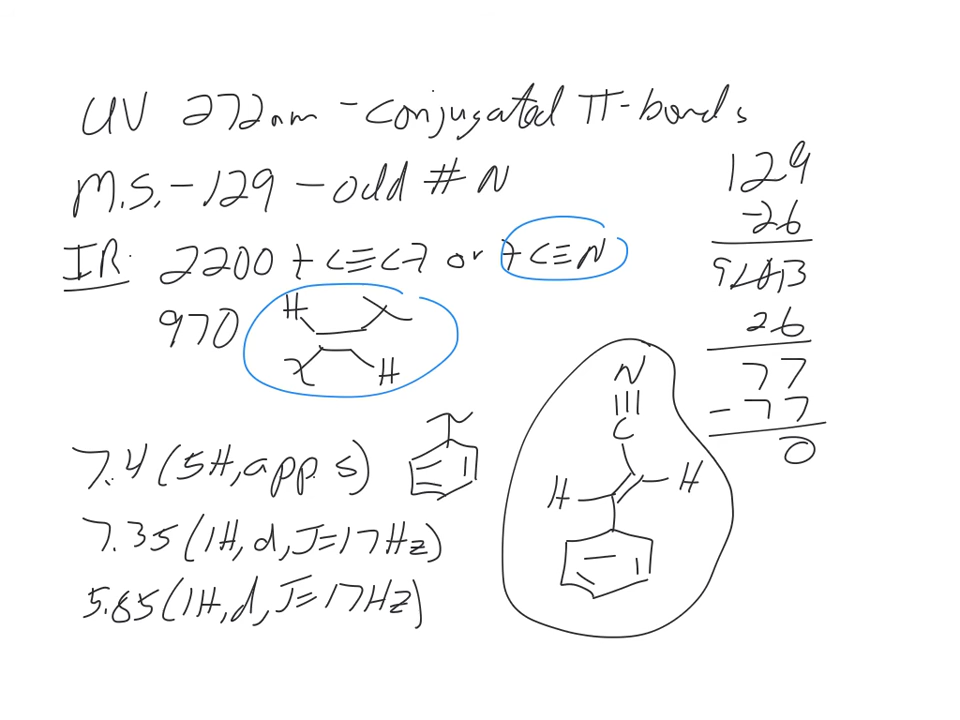 UV 272nm - conjugated π-bonds
M.S. - 129 - odd # N
IR: 2200 +C≡C+ or +C≡N
970
H X
X H
7.4 (5H, app s)
7.35 (1H, d, J=17Hz)
5.85 (1H, d, J=17Hz)
N
C
H H
129
-26
26
77
-77
0